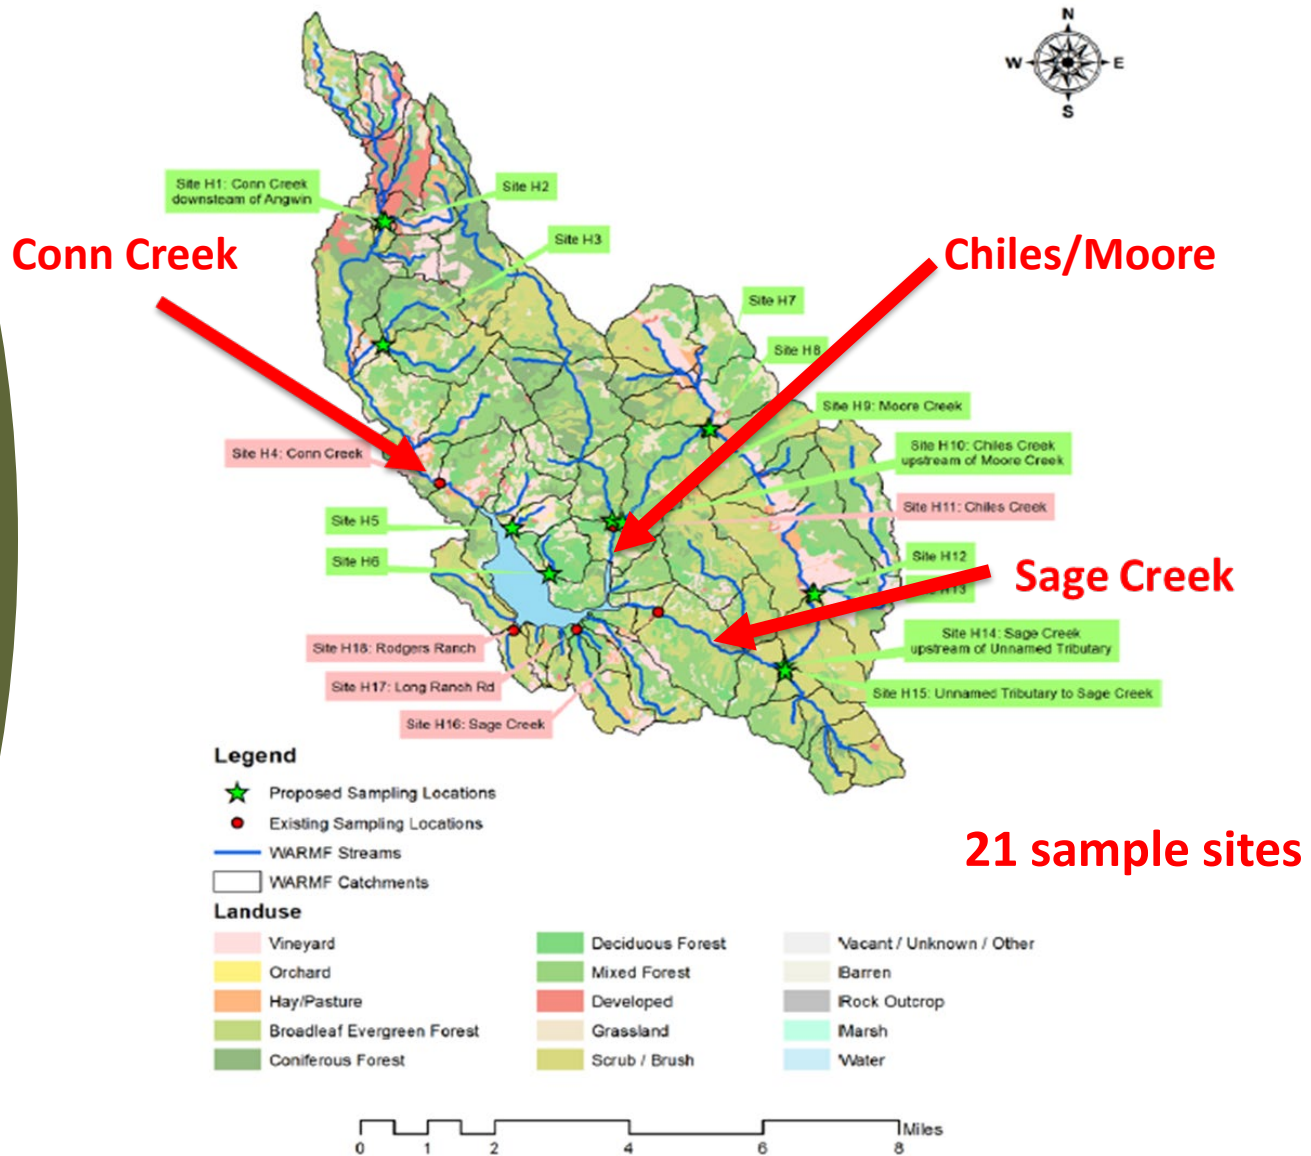 N
W
E
S
Site H1: Conn Creek
downsteam of Angwin
Site H2
Conn Creek
Site H3
Chiles/Moore
Site H7
Site H8
Site H9: Moore Creek
Site H4: Conn Creek
Site H10: Chiles Creek
upstream of Moore Creek
Site H11: Chiles Creek
Site H5
Site H6
Site H12
Sage Creek
H13
Site H14: Sage Creek
upstream of Unnamed Tributary
Site H18: Rodgers Ranch
Site H17: Long Ranch Rd
Site H15: Unnamed Tributary to Sage Creek
Site H16: Sage Creek
Legend
Proposed Sampling Locations
Existing Sampling Locations
WARMF Streams
WARMF Catchments
21 sample sites
Landuse
Vineyard
Orchard
Hay/Pasture
Broadleaf Evergreen Forest
Coniferous Forest
Deciduous Forest
Mixed Forest
Developed
Grassland
Scrub / Brush
Vacant / Unknown / Other
Barren
Rock Outcrop
Marsh
Water
0 1 2 4 6 8 Miles